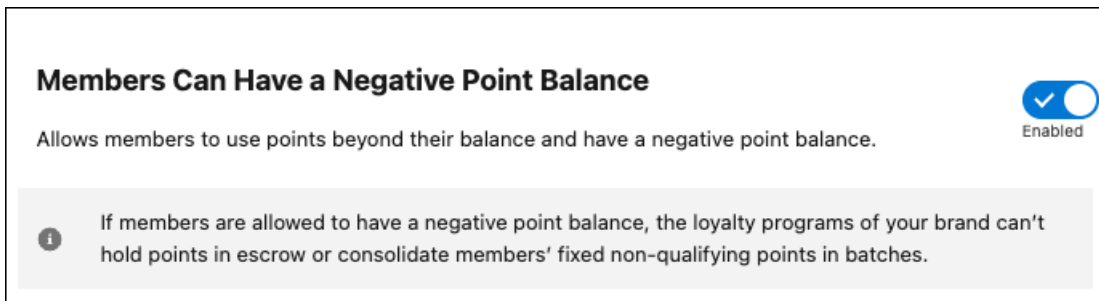 Members Can Have a Negative Point Balance
Allows members to use points beyond their balance and have a negative point balance.
Enabled
If members are allowed to have a negative point balance, the loyalty programs of your brand can’t
hold points in escrow or consolidate members’ fixed non-qualifying points in batches.